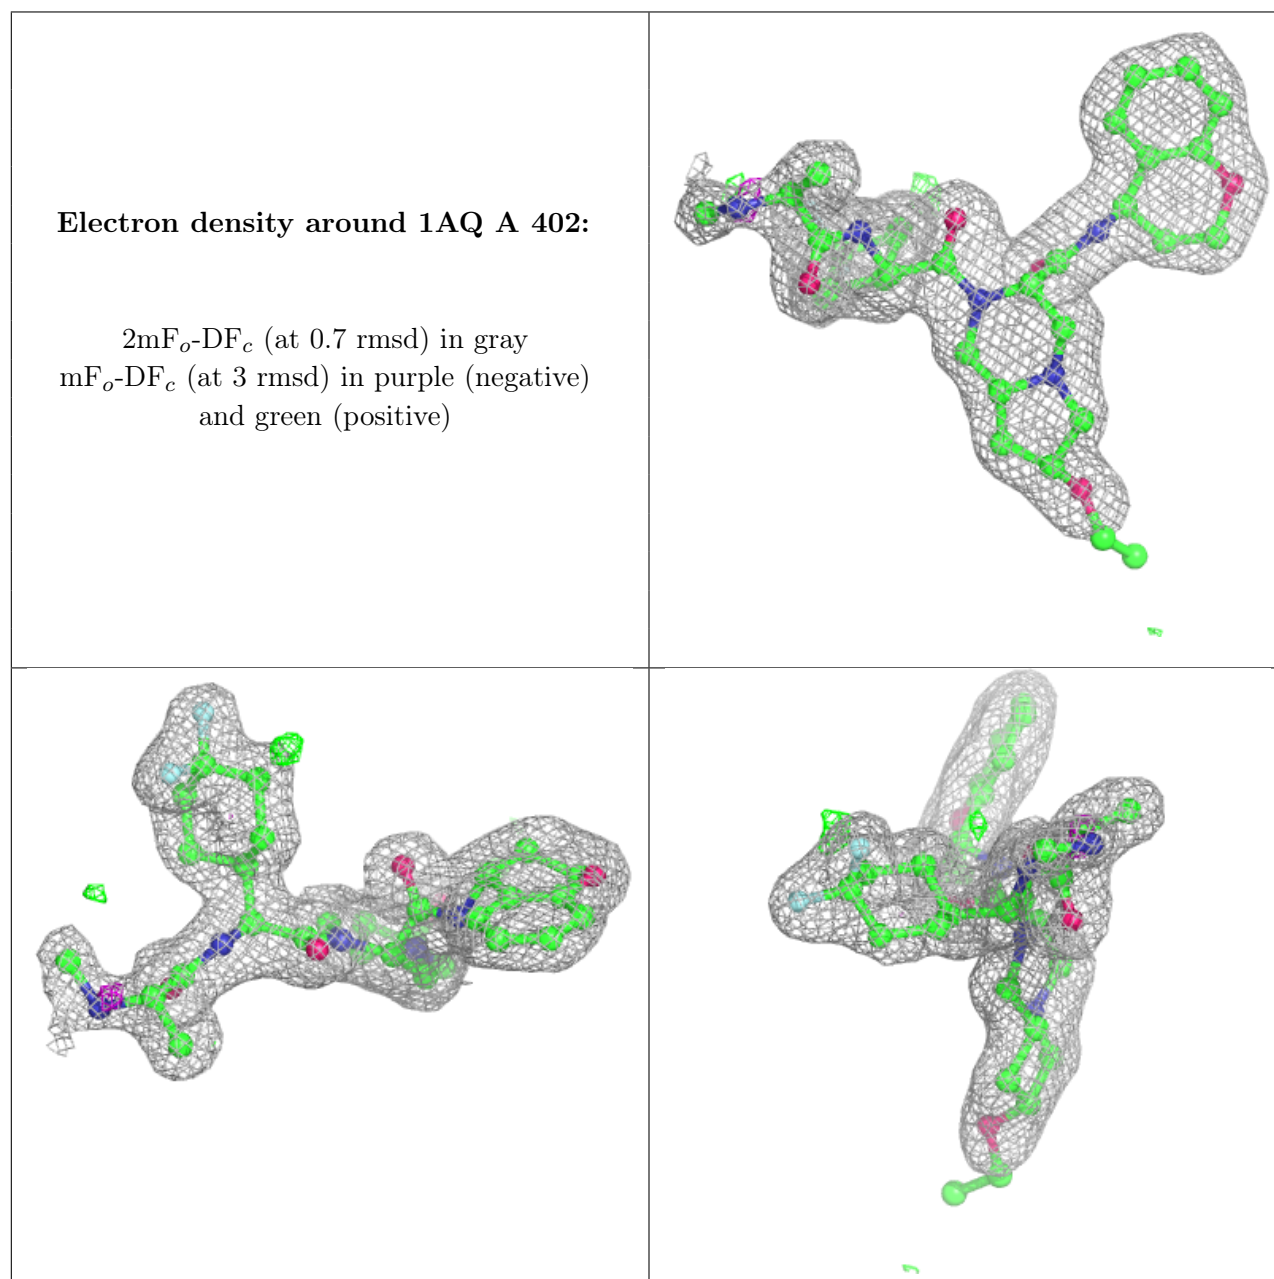 Electron density around 1AQ A 402:
2mFo-DFc (at 0.7 rmsd) in gray
mFo-DFc (at 3 rmsd) in purple (negative)
and green (positive)